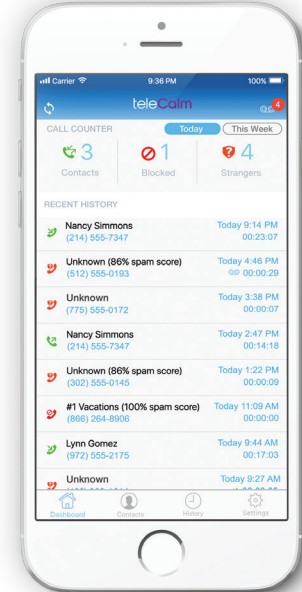 Carrier 9:36 PM 100%
teleCalm 4
CALL COUNTER Today This Week
3 1 4
Contacts Blocked Strangers
RECENT HISTORY
Nancy Simmons Today 9:14 PM
(214) 555-7347 00:23:07
Unknown (86% spam score) Today 4:46 PM
(512) 555-0193 00:00:29
Unknown Today 3:38 PM
(775) 555-0172 00:00:07
Nancy Simmons Today 2:47 PM
(214) 555-7347 00:14:18
Unknown (86% spam score) Today 1:22 PM
(302) 555-0145 00:00:09
#1 Vacations (100% spam score) Today 11:09 AM
(866) 264-8906 00:00:00
Lynn Gomez Today 9:44 AM
(972) 555-2175 00:17:03
Unknown Today 9:27 AM
Dashboard Contacts History Settings